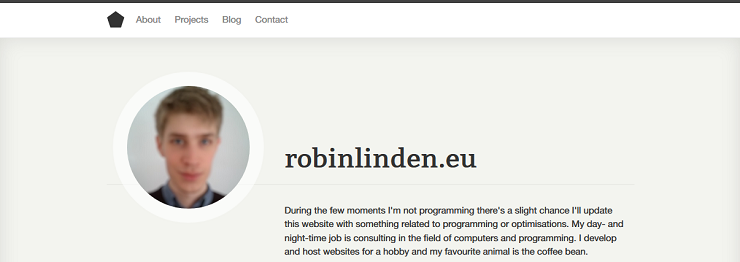 About Projects Blog Contact
robinlinden.eu
During the few moments I'm not programming there's a slight chance I'll update
this website with something related to programming or optimisations. My day- and
night-time job is consulting in the field of computers and programming. I develop
and host websites for a hobby and my favourite animal is the coffee bean.